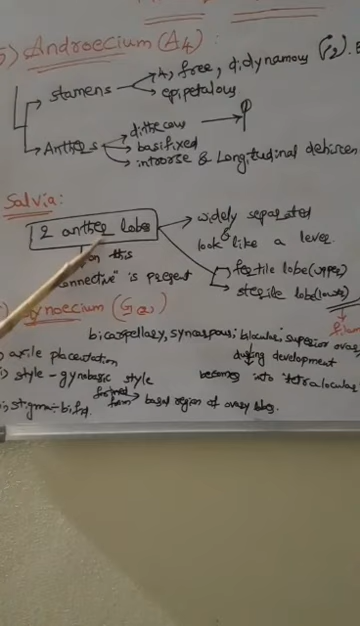 5) Androecium (A4):
stamens
4, free, didynamous (
epipetalous
Anthers
dithecous
basifixed
introrse & Longitudinal dehiscen
Salvia:
2 anther lobes
widely separated
&
look like a lever.
on this
connective" is present
fertile lobe (upper)
sterile lobe (lower)
Gynoecium (G
bicarpellary, syncarpous, bilocular, superior ovary,
during development
becomes into tetralocular
axile placentation
style - gynobasic style
formed from
basal region of ovary lobes.
stigma - bifid.